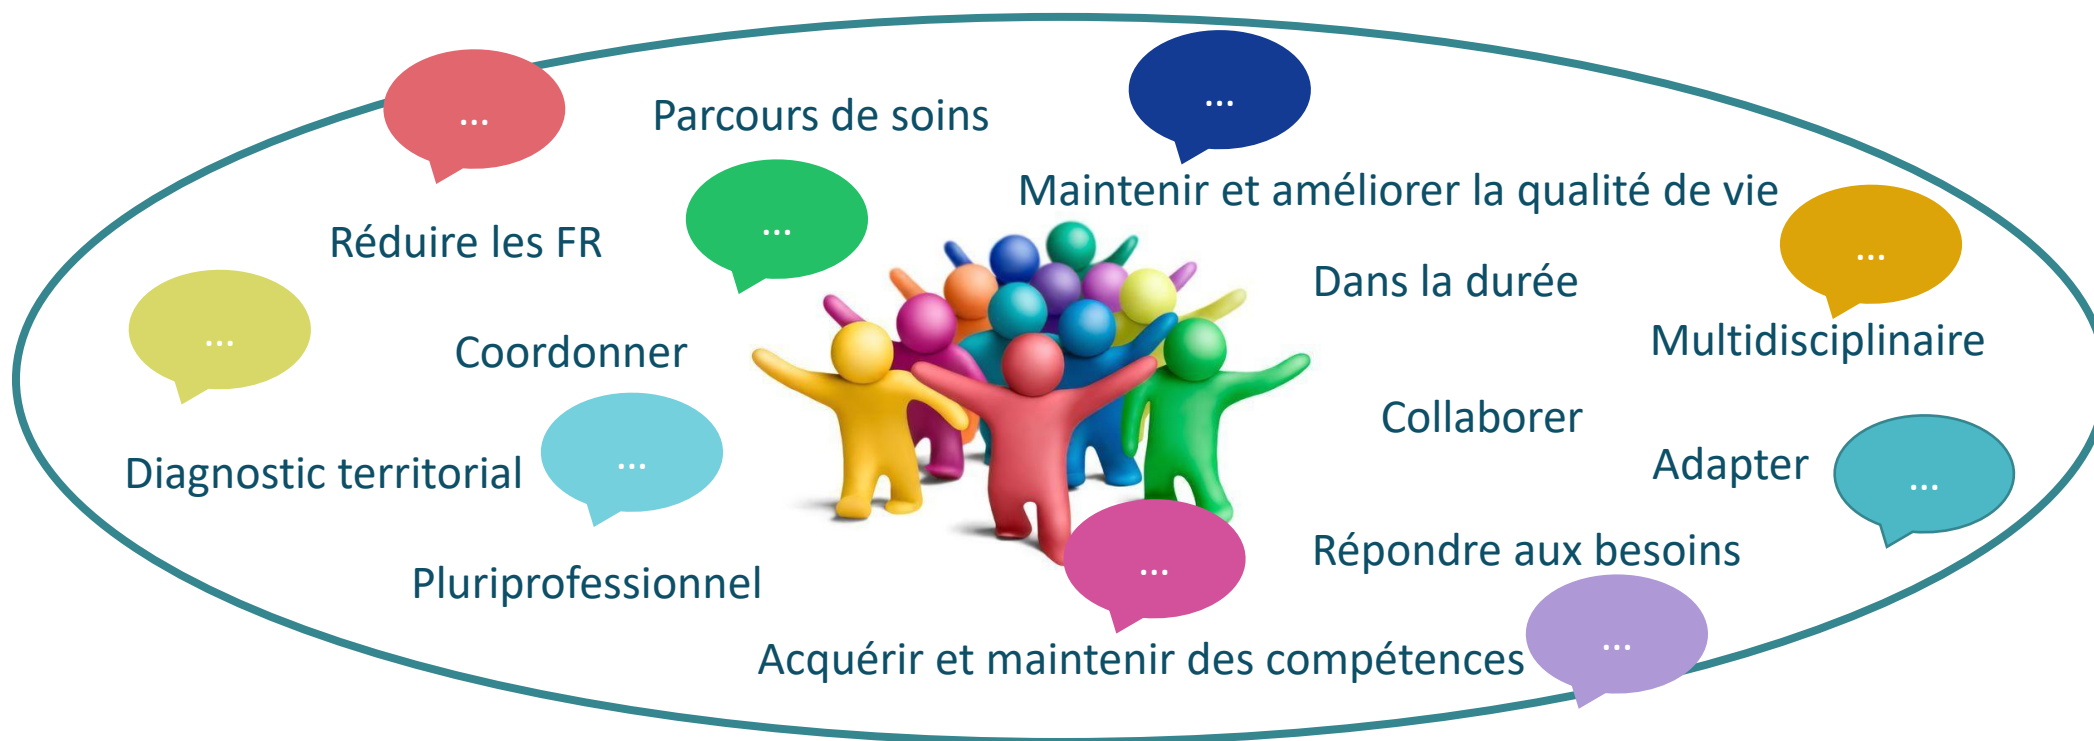 ...
Parcours de soins
...
Maintenir et améliorer la qualité de vie
Réduire les FR
...
...
Dans la durée
...
Coordonner
Multidisciplinaire
Collaborer
Diagnostic territorial
...
Adapter
...
Répondre aux besoins
Pluriprofessionnel
...
Acquérir et maintenir des compétences
...